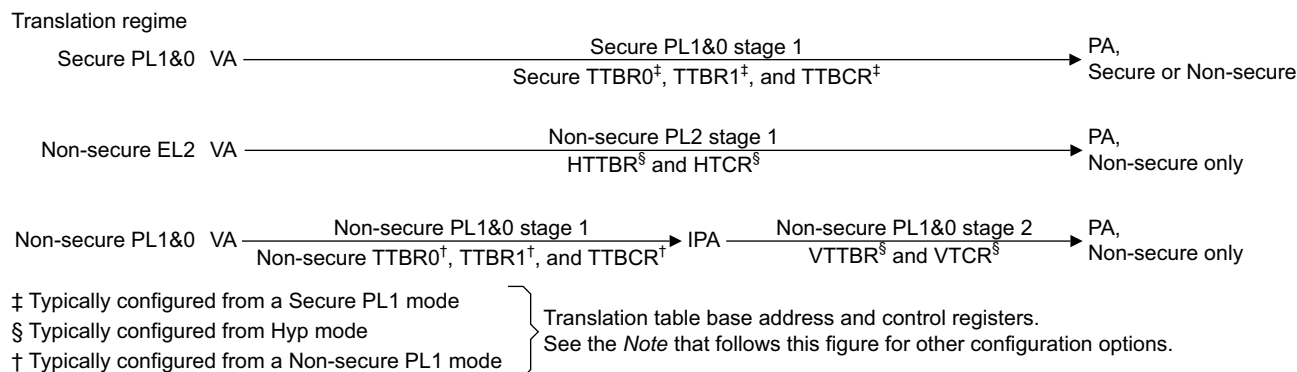 Translation regime
Secure PL1&0 VA Secure PL1&0 stage 1 PA,
Secure TTBR0‡, TTBR1‡, and TTBCR‡ Secure or Non-secure
Non-secure EL2 VA Non-secure PL2 stage 1 PA,
HTTBR§ and HTCR§ Non-secure only
Non-secure PL1&0 VA Non-secure PL1&0 stage 1 IPA Non-secure PL1&0 stage 2 PA,
Non-secure TTBR0†, TTBR1†, and TTBCR† VTTBR§ and VTCR§ Non-secure only
‡ Typically configured from a Secure PL1 mode
§ Typically configured from Hyp mode
† Typically configured from a Non-secure PL1 mode
Translation table base address and control registers.
See the Note that follows this figure for other configuration options.